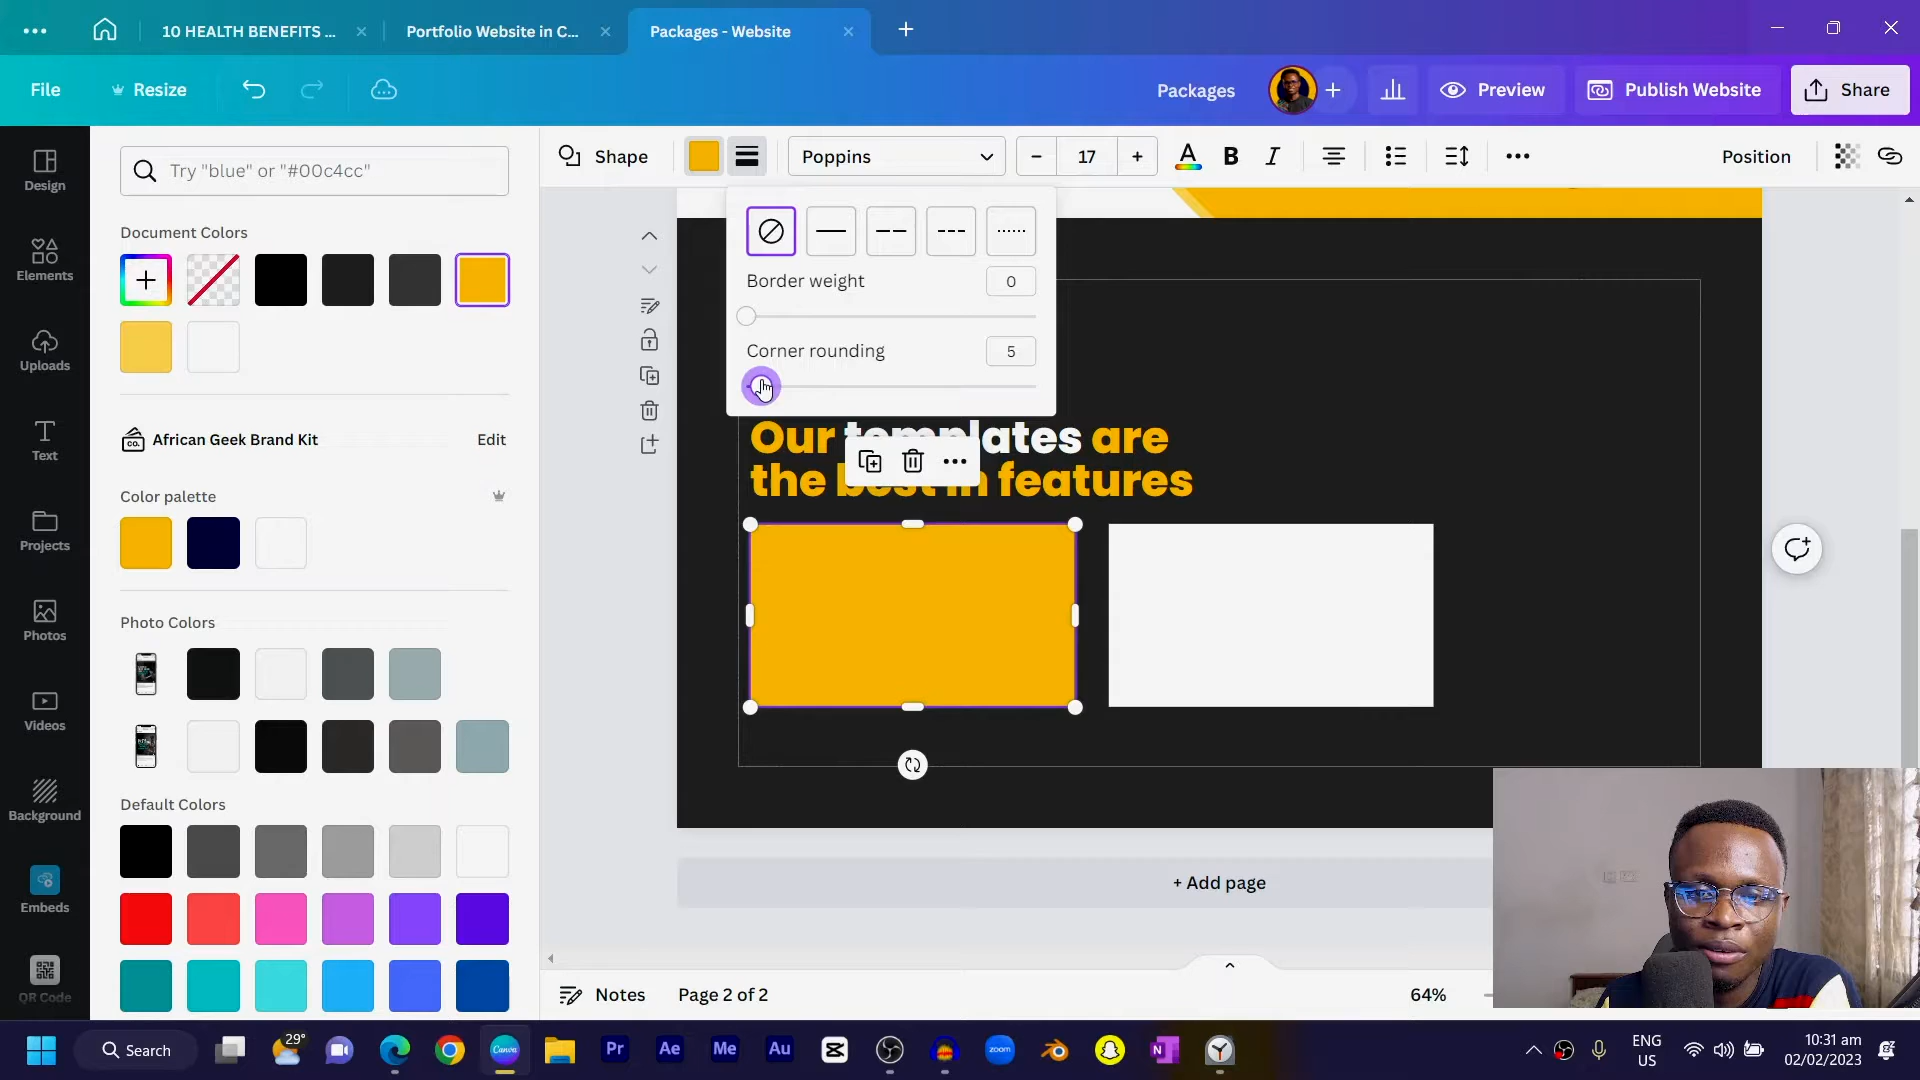 10 HEALTH BENEFITS ...
Portfolio Website in C...
Packages - Website
File
Resize
Packages
Preview
Publish Website
Share
Design
Elements
Uploads
Text
Projects
Photos
Videos
Background
Embeds
QR Code
Try "blue" or "#00c4cc"
Document Colors
CO.
African Geek Brand Kit
Edit
Color palette
Photo Colors
Default Colors
Shape
Poppins
17
A
B
I
Position
Border weight
0
Corner rounding
5
Our templates are
the best in features
+ Add page
Notes
Page 2 of 2
64%
Search
29°
Canva
Pr
Ae
Me
Au
zoom
N
ENG
US
10:31 am
02/02/2023